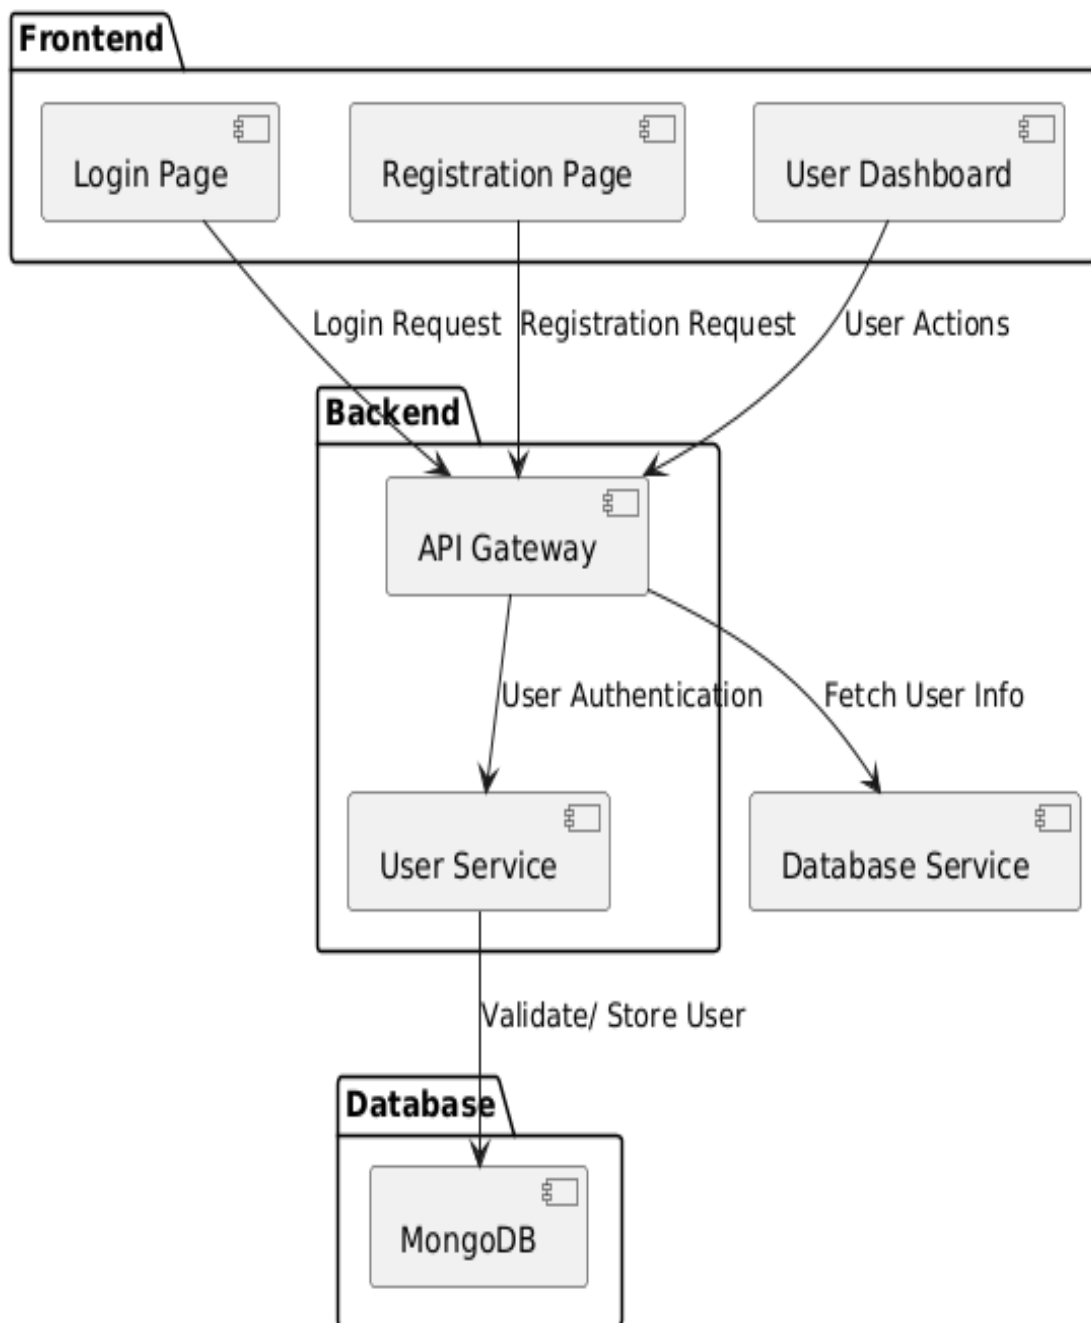 Frontend
Login Page
Registration Page
User Dashboard
Login Request
Registration Request
User Actions
Backend
API Gateway
User Authentication
Fetch User Info
User Service
Database Service
Validate/ Store User
Database
MongoDB